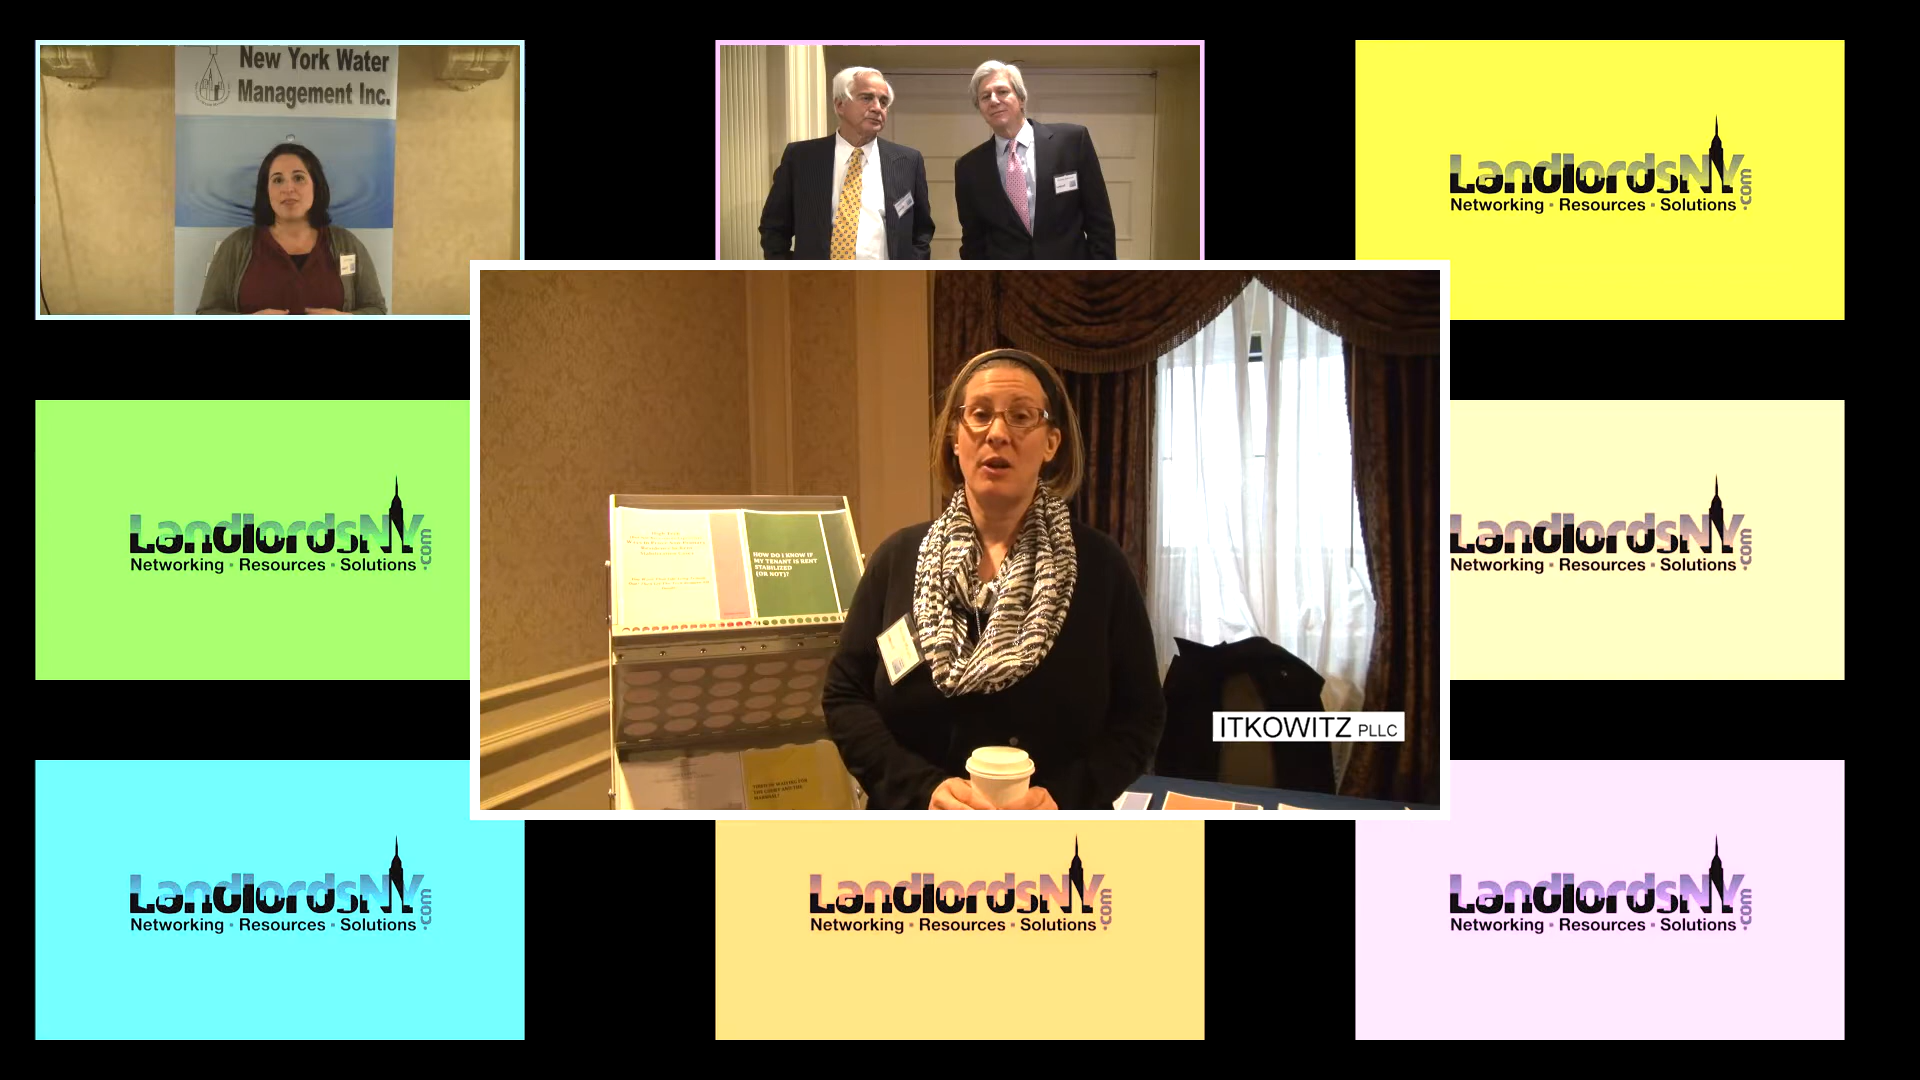 New York Water
Management Inc.
LandlordsNY.com
Networking · Resources · Solutions
LandlordsNY.com
Networking · Resources · Solutions
HOW DO I KNOW IF
MY TENANT IS RENT
STABILIZED
(OR NOT)?
LandlordsNY.com
Networking · Resources · Solutions
ITKOWITZ PLLC
LandlordsNY.com
Networking · Resources · Solutions
LandlordsNY.com
Networking · Resources · Solutions
LandlordsNY.com
Networking · Resources · Solutions